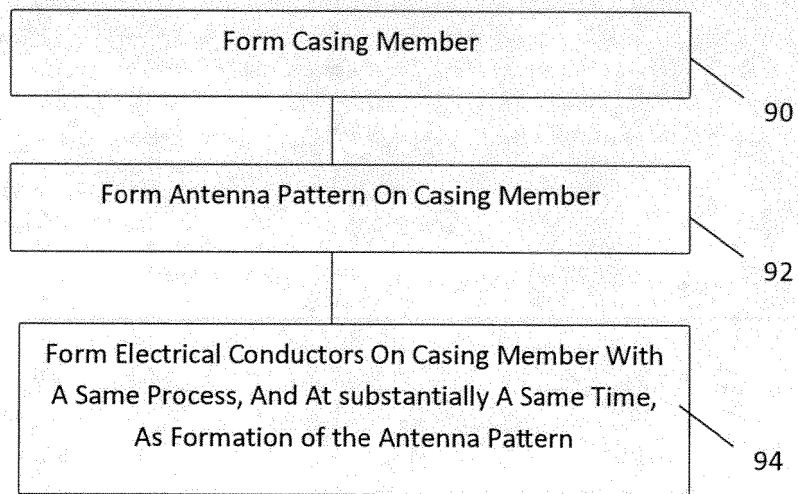 Form Casing Member
90
Form Antenna Pattern On Casing Member
92
Form Electrical Conductors On Casing Member With
A Same Process, And At substantially A Same Time,
As Formation of the Antenna Pattern
94